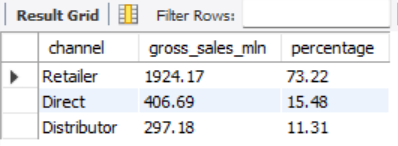 Result Grid Filter Rows:
channel gross_sales_mln percentage
Retailer 1924.17 73.22
Direct 406.69 15.48
Distributor 297.18 11.31